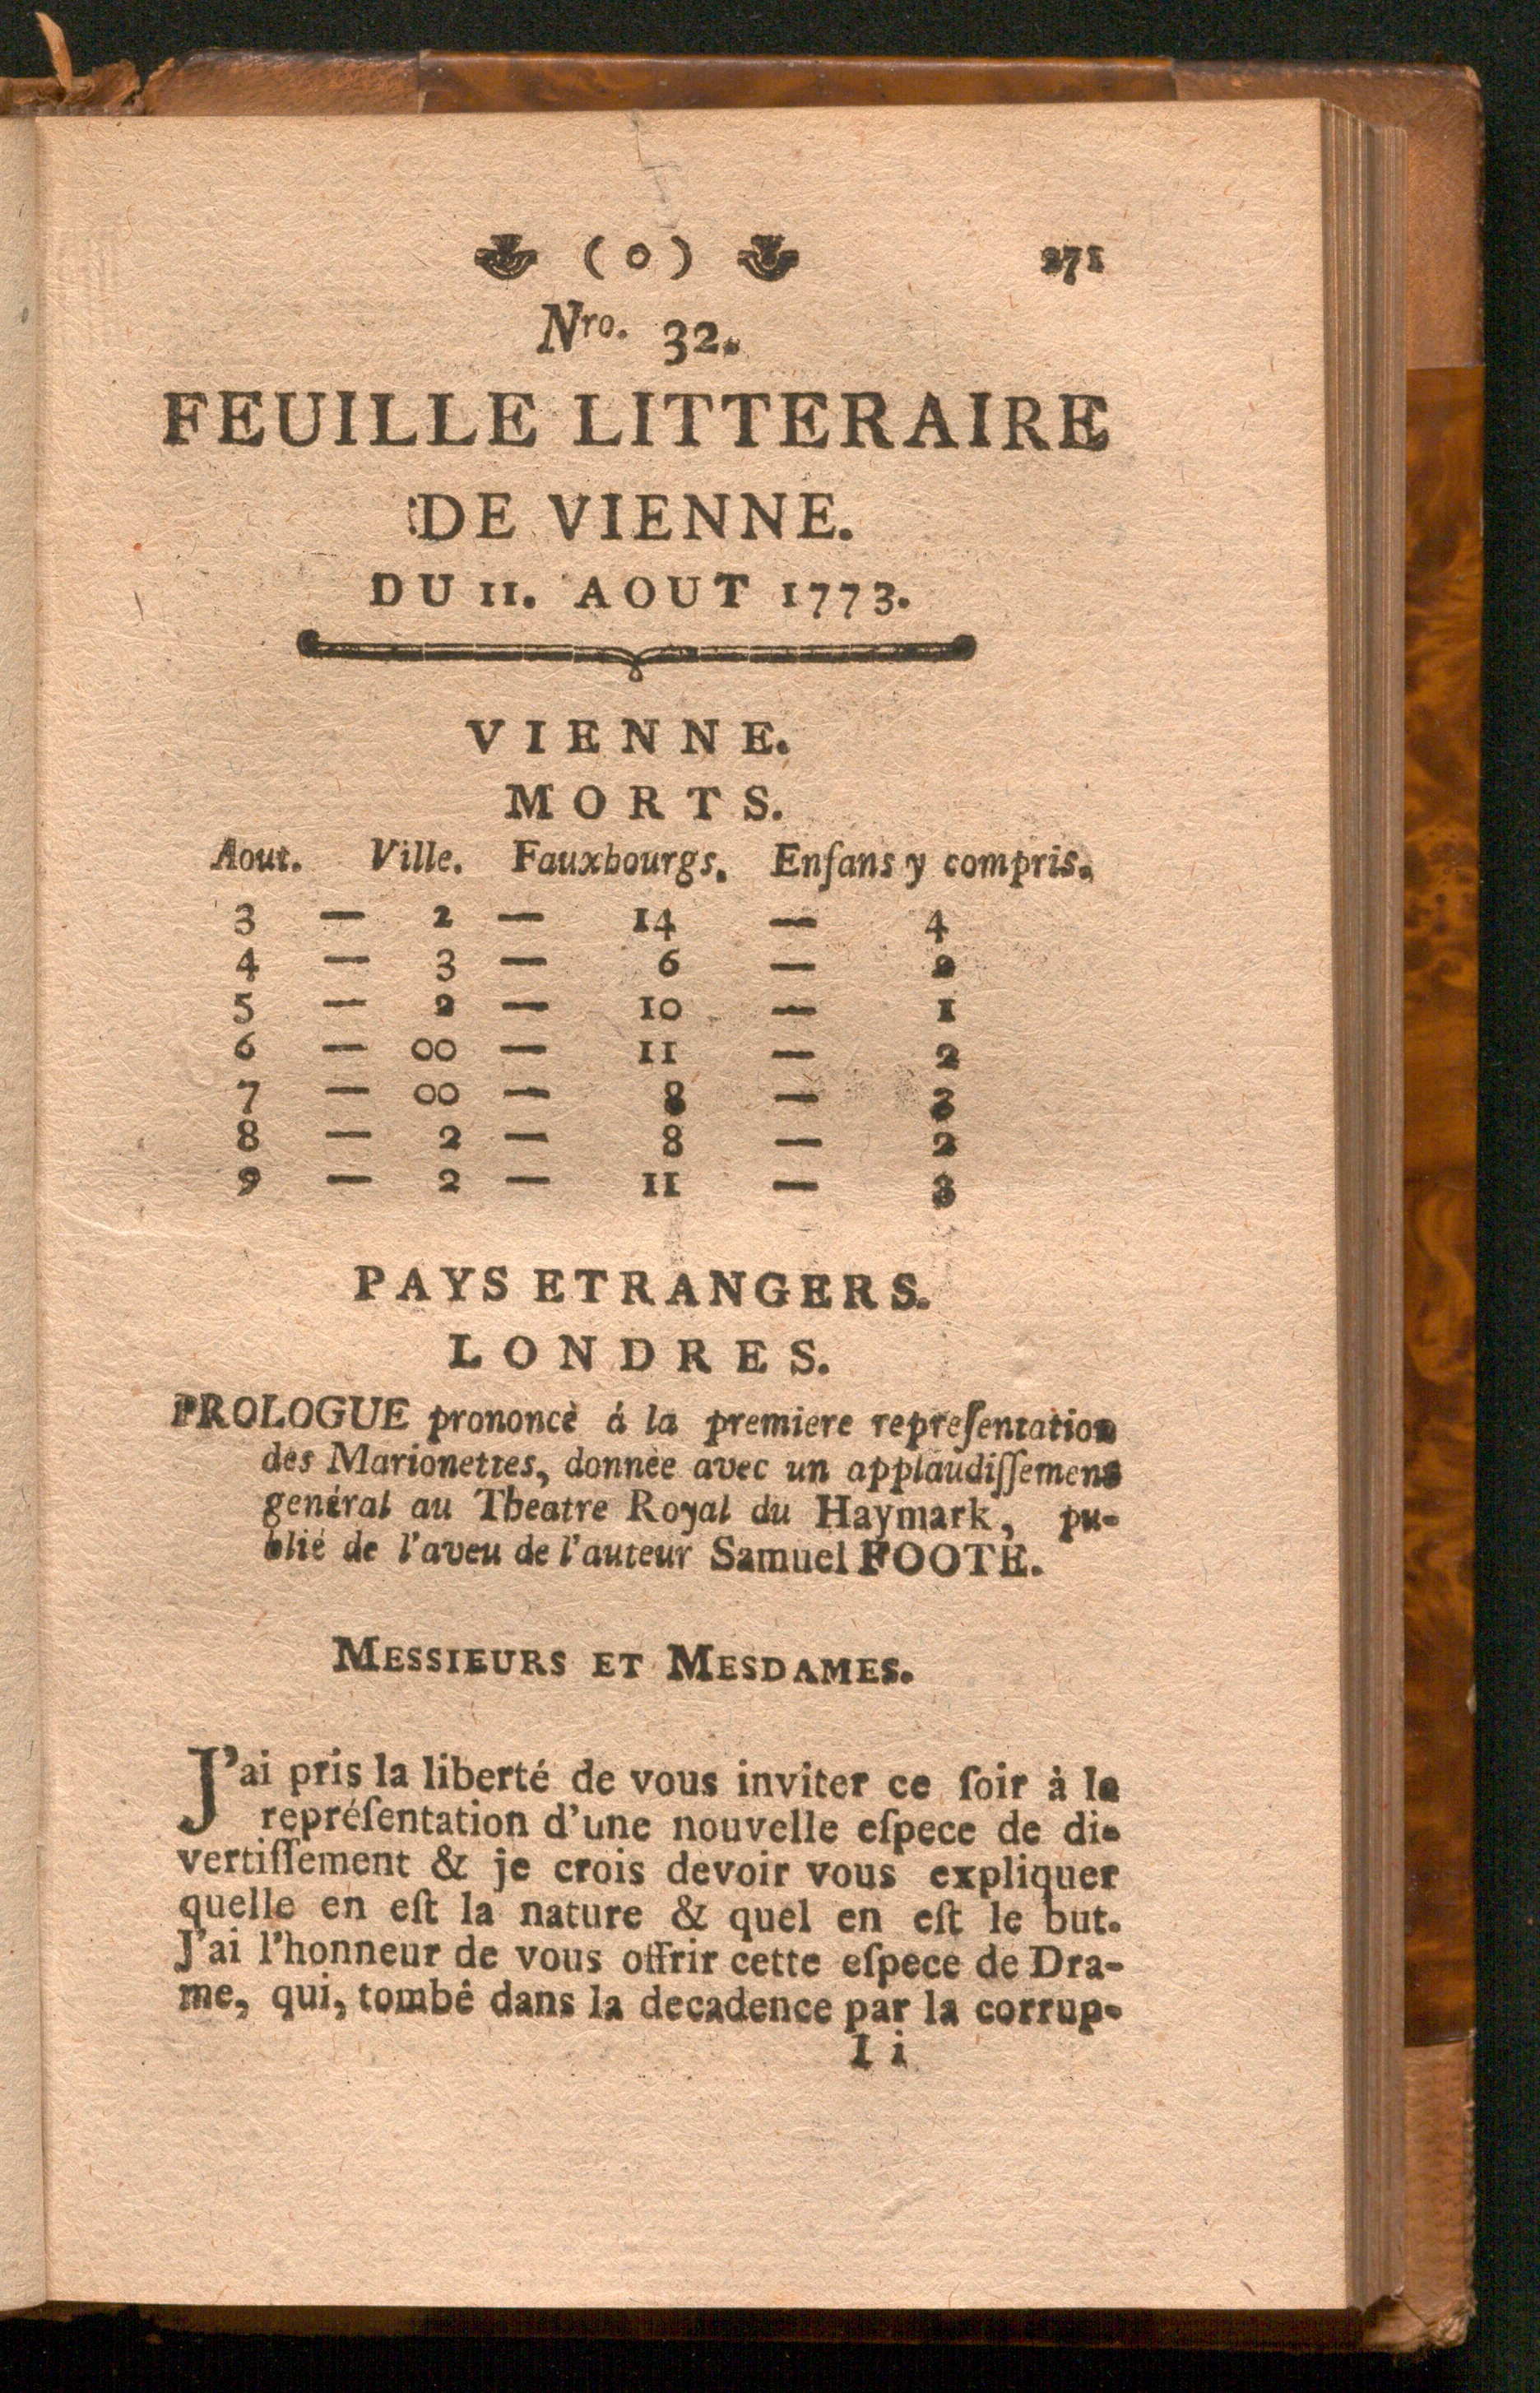 ( o ) 271
Nro. 32.
FEUILLE LITTERAIRE
DE VIENNE.
DU 11. AOUT 1773.
VIENNE.
MORTS.
Aout. Ville. Fauxbourgs. Enfans y compris.
3 — 2 — 14 — 4
4 — 3 — 6 — 2
5 — 2 — 10 — 1
6 — 00 — 11 — 2
7 — 00 — 8 —
8 — 2 — 8 — 2
9 — 2 — 11 — 3
PAYS ETRANGERS.
LONDRES.
PROLOGUE prononcè á la premiere repreſentation
des Marionettes, donnèe avec un applaudiſſement
genéral au Theatre Royal du Haymark, pu-
blié de l'aveu de l'auteur Samuel FOOTE.
MESSIEURS ET MESDAMES.
J'ai pris la liberté de vous inviter ce ſoir à la
repréſentation d'une nouvelle eſpece de di-
vertiſſement & je crois devoir vous expliquer
quelle en eſt la nature & quel en eſt le but.
J'ai l'honneur de vous offrir cette eſpece de Dra-
me, qui, tombé dans la decadence par la corrup-
I i